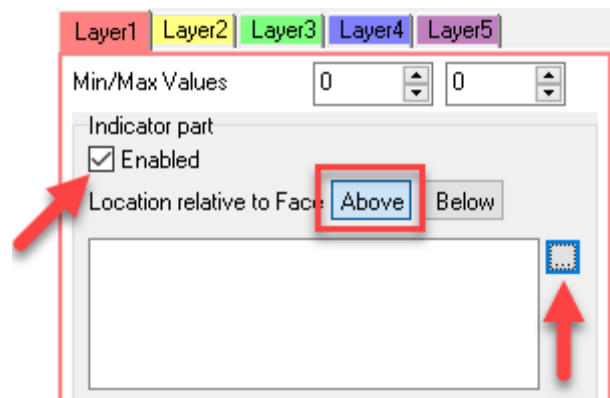 Layer1 Layer2 Layer3 Layer4 Layer5
Min/Max Values 0 0
Indicator part
Enabled
Location relative to Face Above Below
...